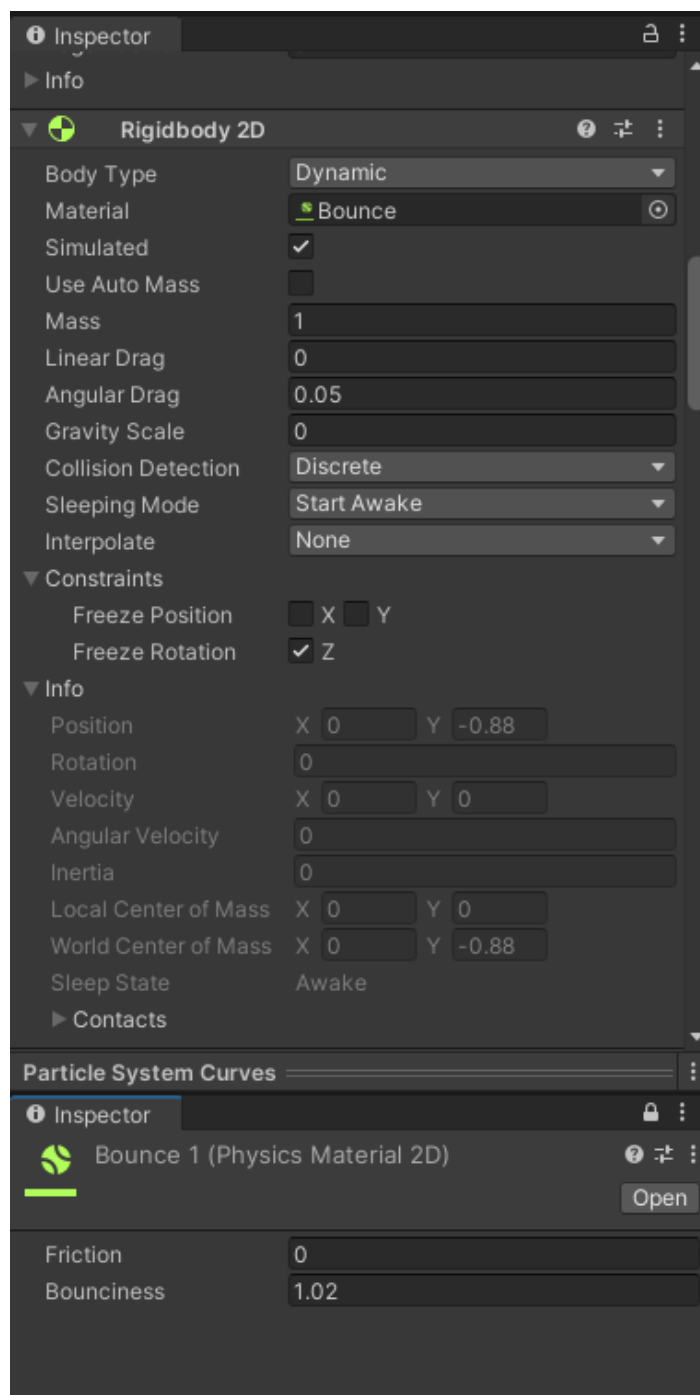 Inspector
Info
Rigidbody 2D
Body Type Dynamic
Material Bounce
Simulated
Use Auto Mass
Mass 1
Linear Drag 0
Angular Drag 0.05
Gravity Scale 0
Collision Detection Discrete
Sleeping Mode Start Awake
Interpolate None
Constraints
Freeze Position X Y
Freeze Rotation Z
Info
Position X 0 Y -0.88
Rotation 0
Velocity X 0 Y 0
Angular Velocity 0
Inertia 0
Local Center of Mass X 0 Y 0
World Center of Mass X 0 Y -0.88
Sleep State Awake
Contacts
Particle System Curves
Inspector
Bounce 1 (Physics Material 2D)
Open
Friction 0
Bounciness 1.02